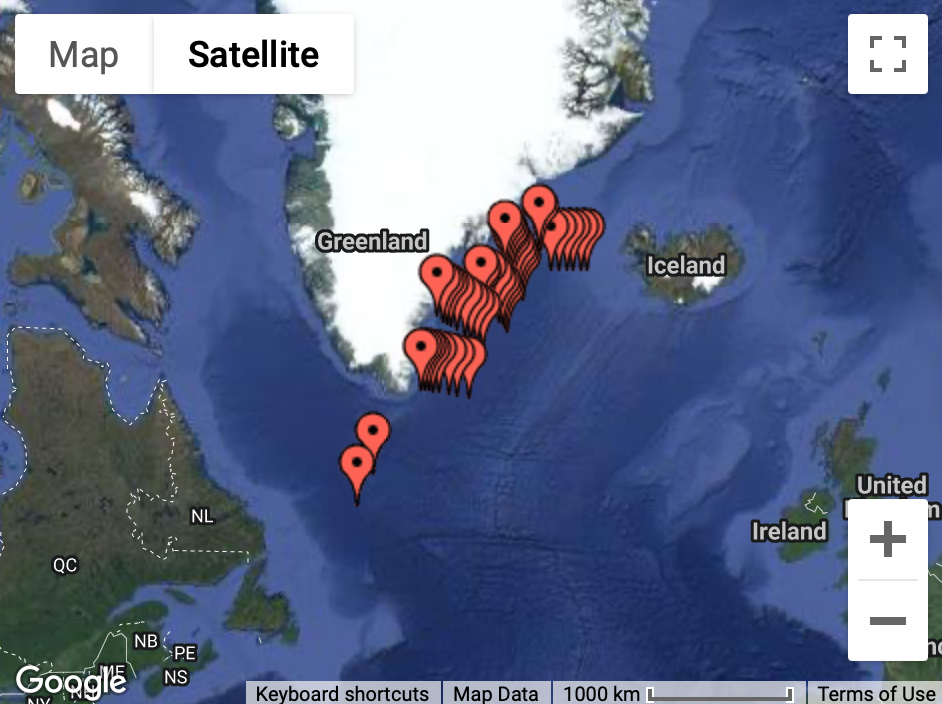 Map
Satellite
Greenland
Iceland
United
Ireland
NL
QC
NB
PE
ME
NS
Google
NY
Keyboard shortcuts
Map Data
1000 km
Terms of Use